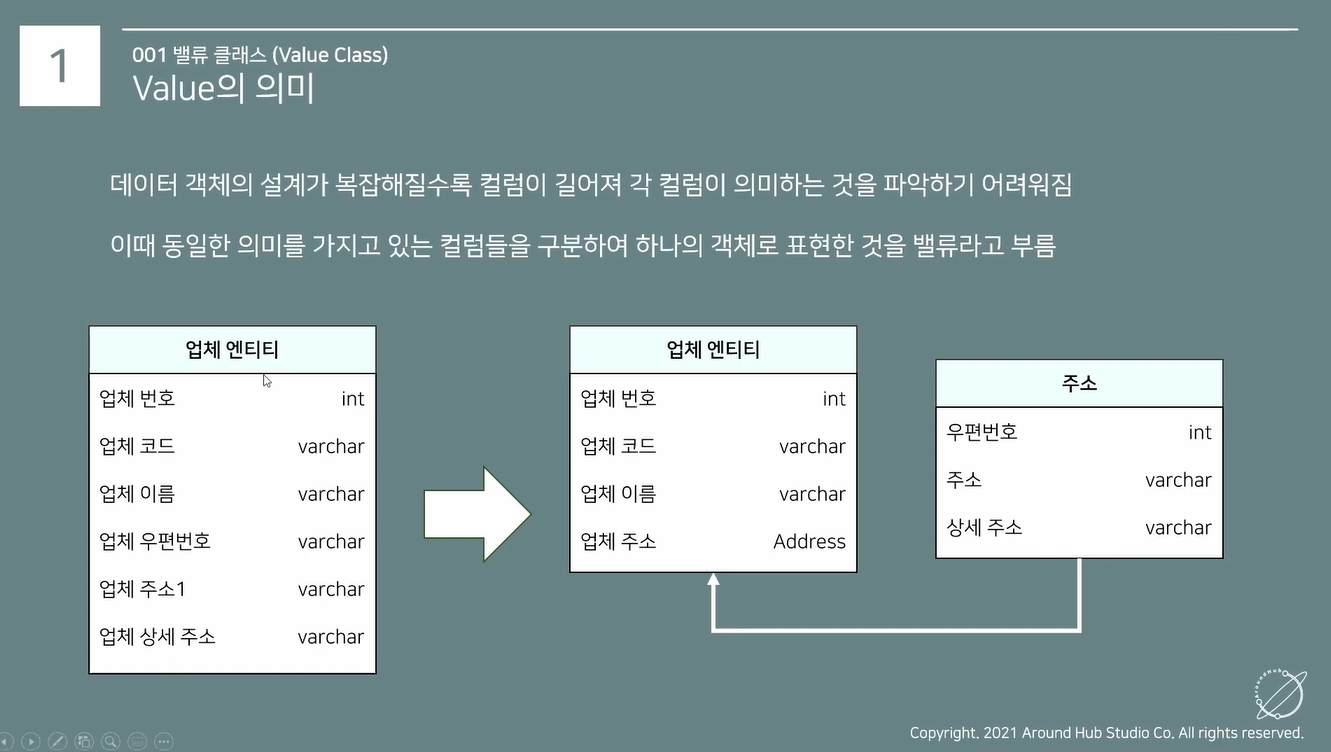 1
001 밸류 클래스 (Value Class)
Value의 의미
데이터 객체의 설계가 복잡해질수록 컬럼이 길어져 각 컬럼이 의미하는 것을 파악하기 어려워짐
이때 동일한 의미를 가지고 있는 컬럼들을 구분하여 하나의 객체로 표현한 것을 밸류라고 부름
업체 엔티티
업체 번호 int
업체 코드 varchar
업체 이름 varchar
업체 우편번호 varchar
업체 주소1 varchar
업체 상세 주소 varchar
업체 엔티티
업체 번호 int
업체 코드 varchar
업체 이름 varchar
업체 주소 Address
주소
우편번호 int
주소 varchar
상세 주소 varchar
Copyright. 2021 Around Hub Studio Co. All rights reserved.